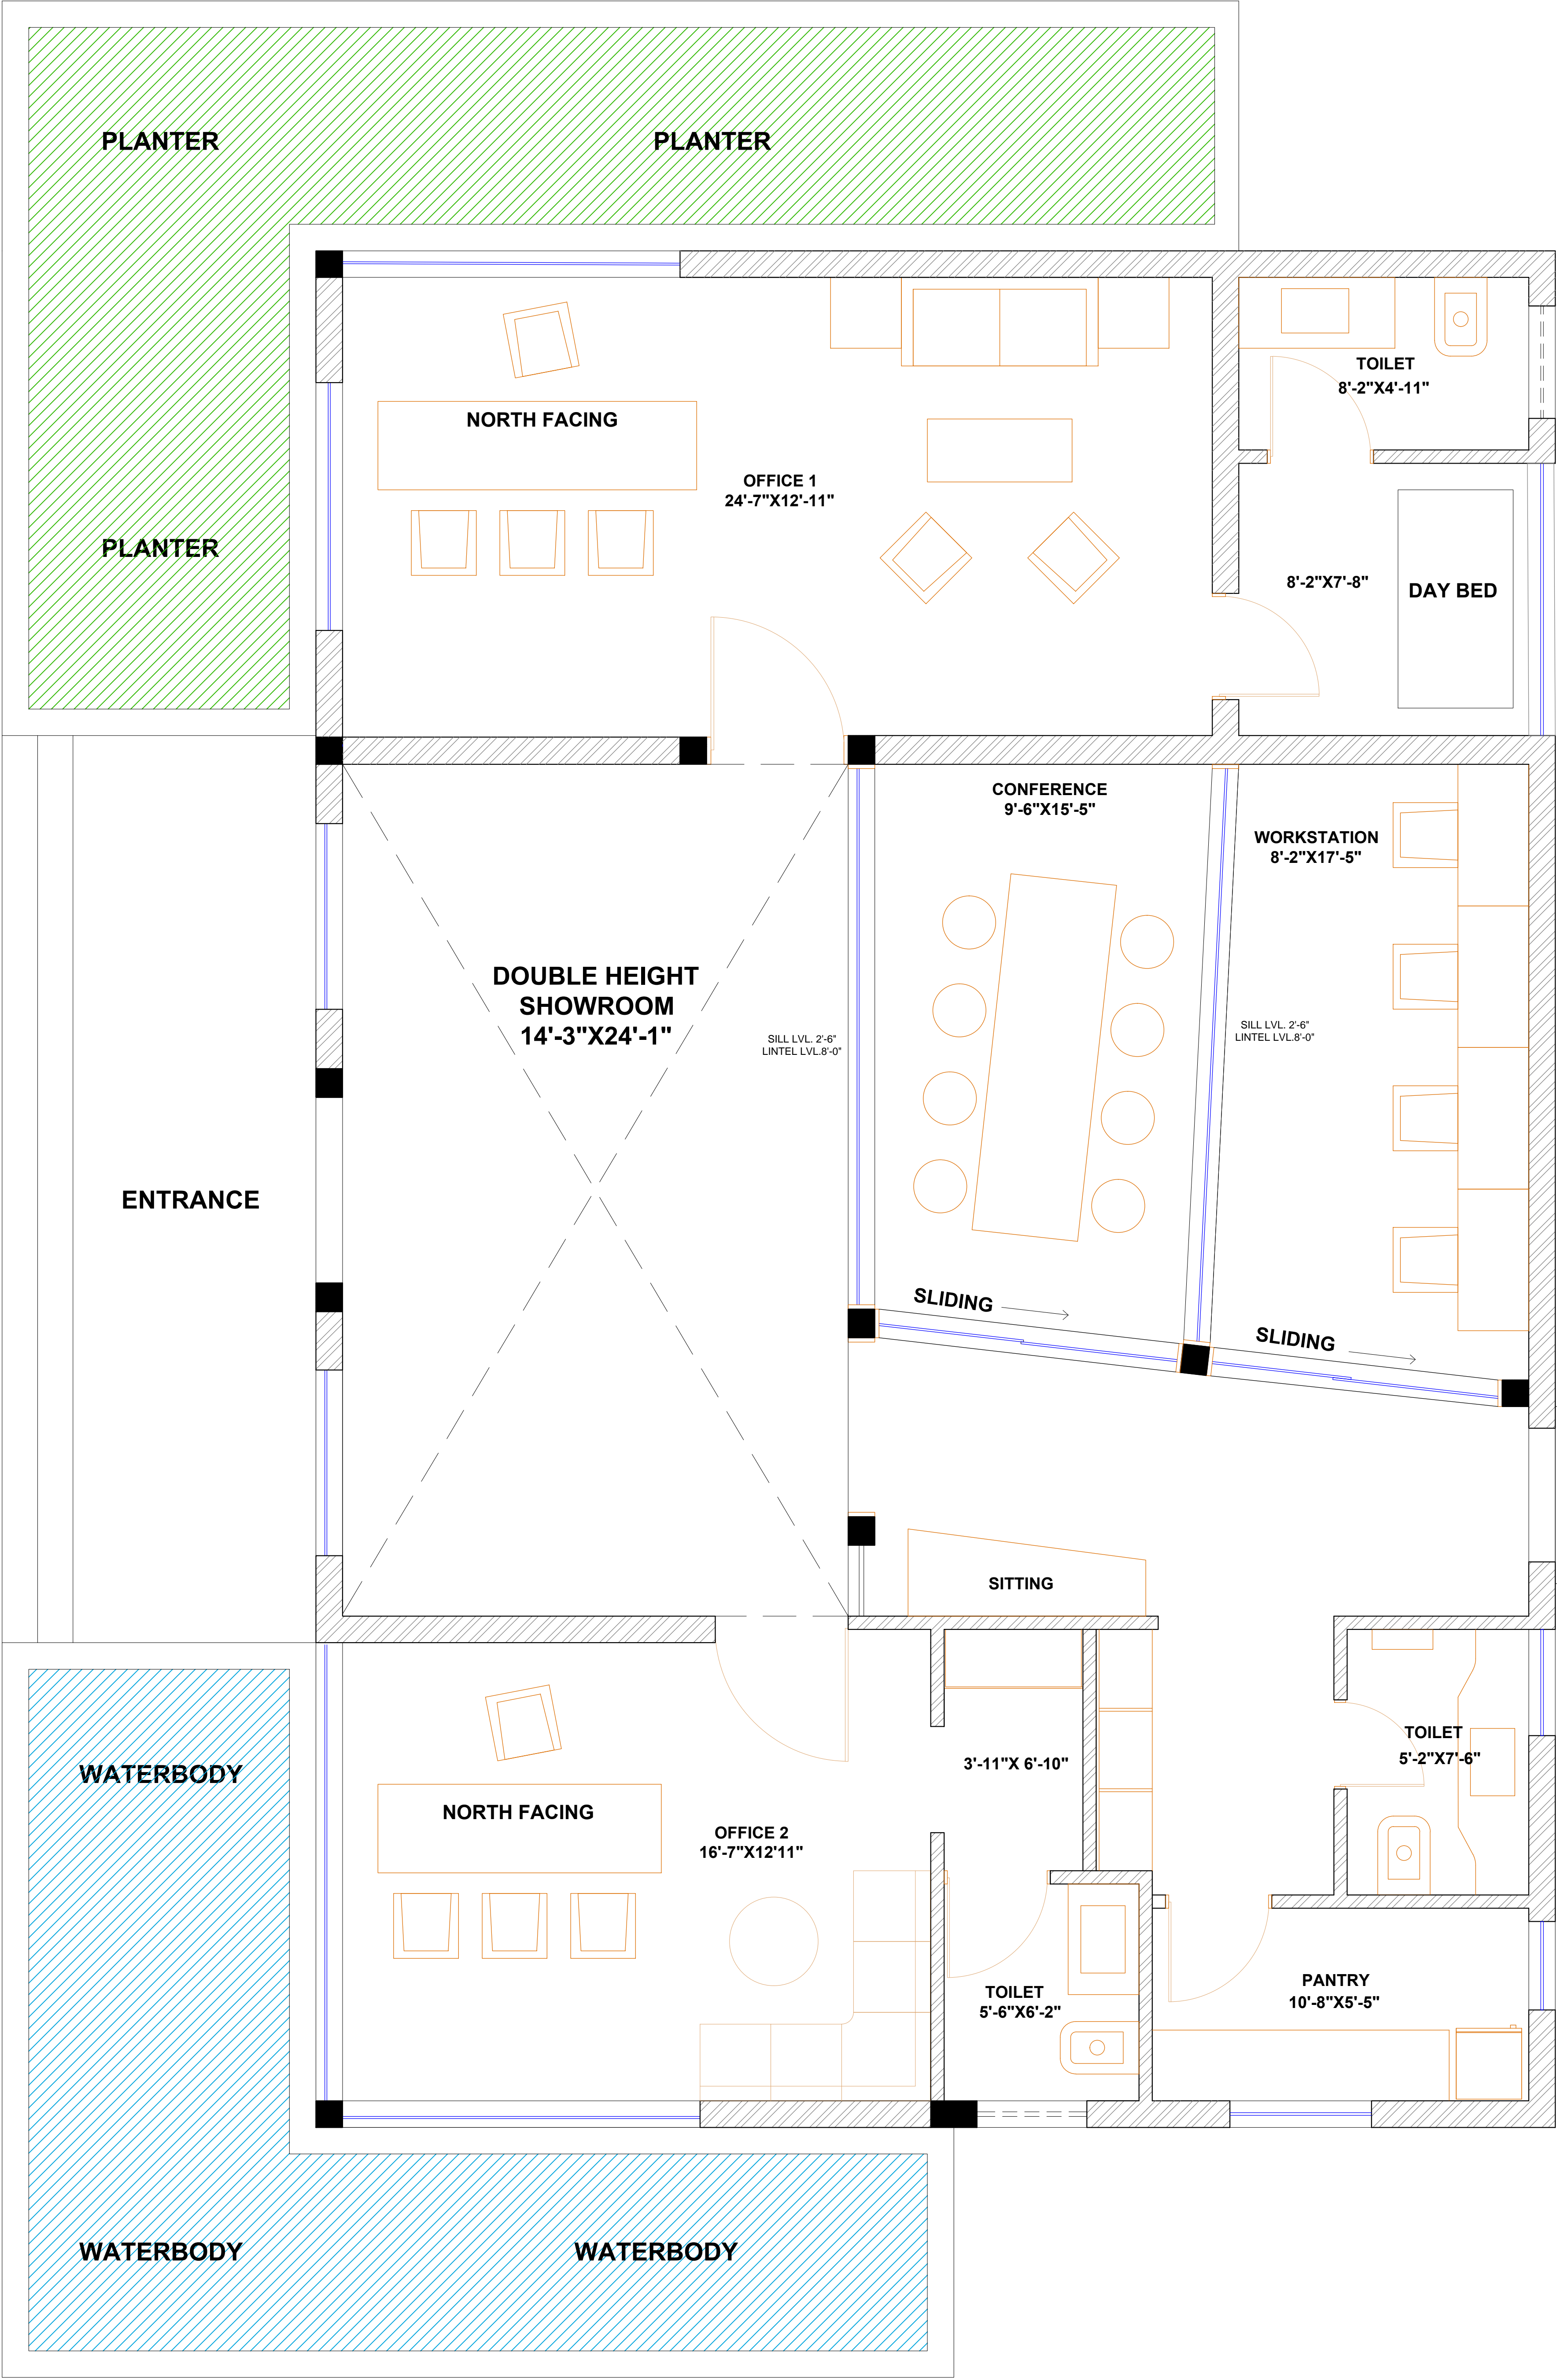 PLANTER
PLANTER
TOILET
8'-2"X4'-11"
NORTH FACING
OFFICE 1
24'-7"X12'-11"
PLANTER
8'-2"X7'-8"
DAY BED
CONFERENCE
9'-6"X15'-5"
WORKSTATION
8'-2"X17'-5"
DOUBLE HEIGHT
SHOWROOM
14'-3"X24'-1"
SILL LVL. 2'-6"
LINTEL LVL.8'-0"
SILL LVL. 2'-6"
LINTEL LVL.8'-0"
ENTRANCE
SLIDING
SLIDING
SITTING
TOILET
5'-2"X7'-6"
WATERBODY
3'-11"X 6'-10"
NORTH FACING
OFFICE 2
16'-7"X12'11"
TOILET
5'-6"X6'-2"
PANTRY
10'-8"X5'-5"
WATERBODY
WATERBODY